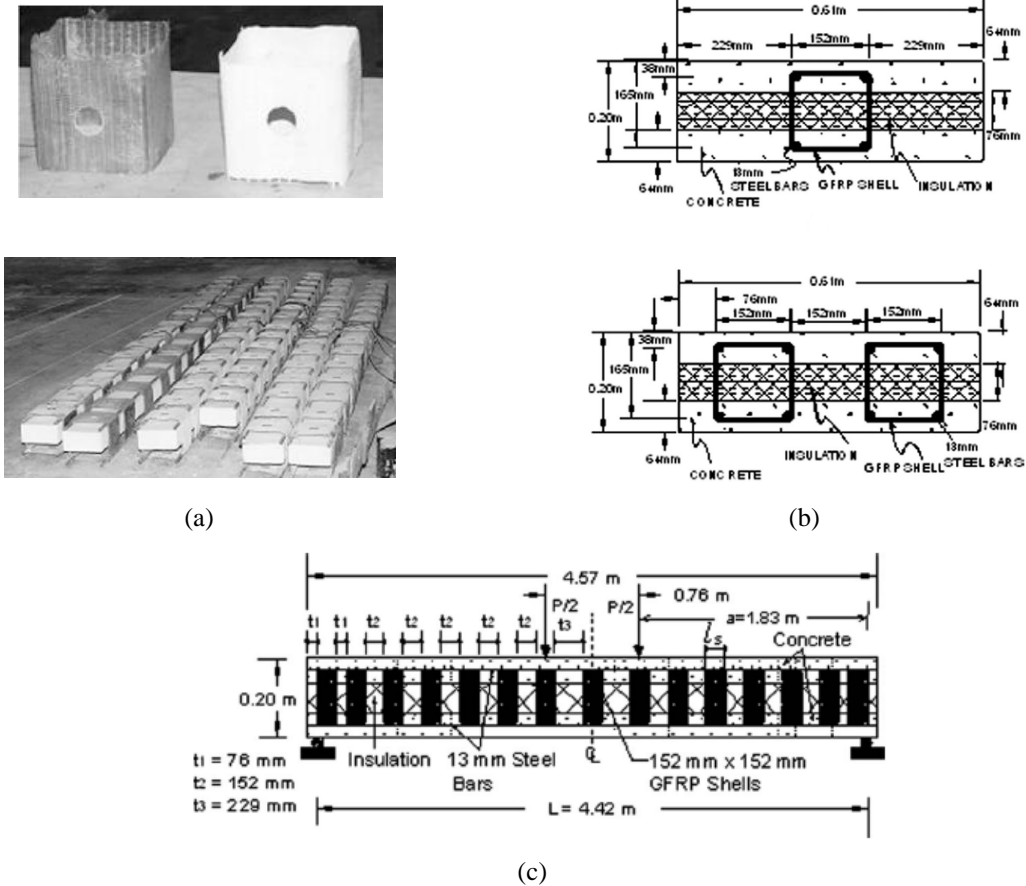 0.61m
229mm
152mm
229mm
64mm
38mm
165mm
0.20m
76mm
64mm
13mm
STEEL BARS
GFRP SHELL
INSULATION
CONCRETE
0.61m
76mm
152mm
152mm
152mm
64mm
38mm
165mm
0.20m
76mm
64mm
13mm
INSULATION
GFRP SHELL
STEEL BARS
CONCRETE
(a)
(b)
4.57 m
P/2
P/2
0.76 m
a=1.83 m
t1 t1 t2 t2 t2 t2 t2 t3
s
Concrete
0.20 m
Insulation
13 mm Steel
Bars
C
L
152 mm x 152 mm
GFRP Shells
t1 = 76 mm
t2 = 152 mm
t3 = 229 mm
L= 4.42 m
(c)